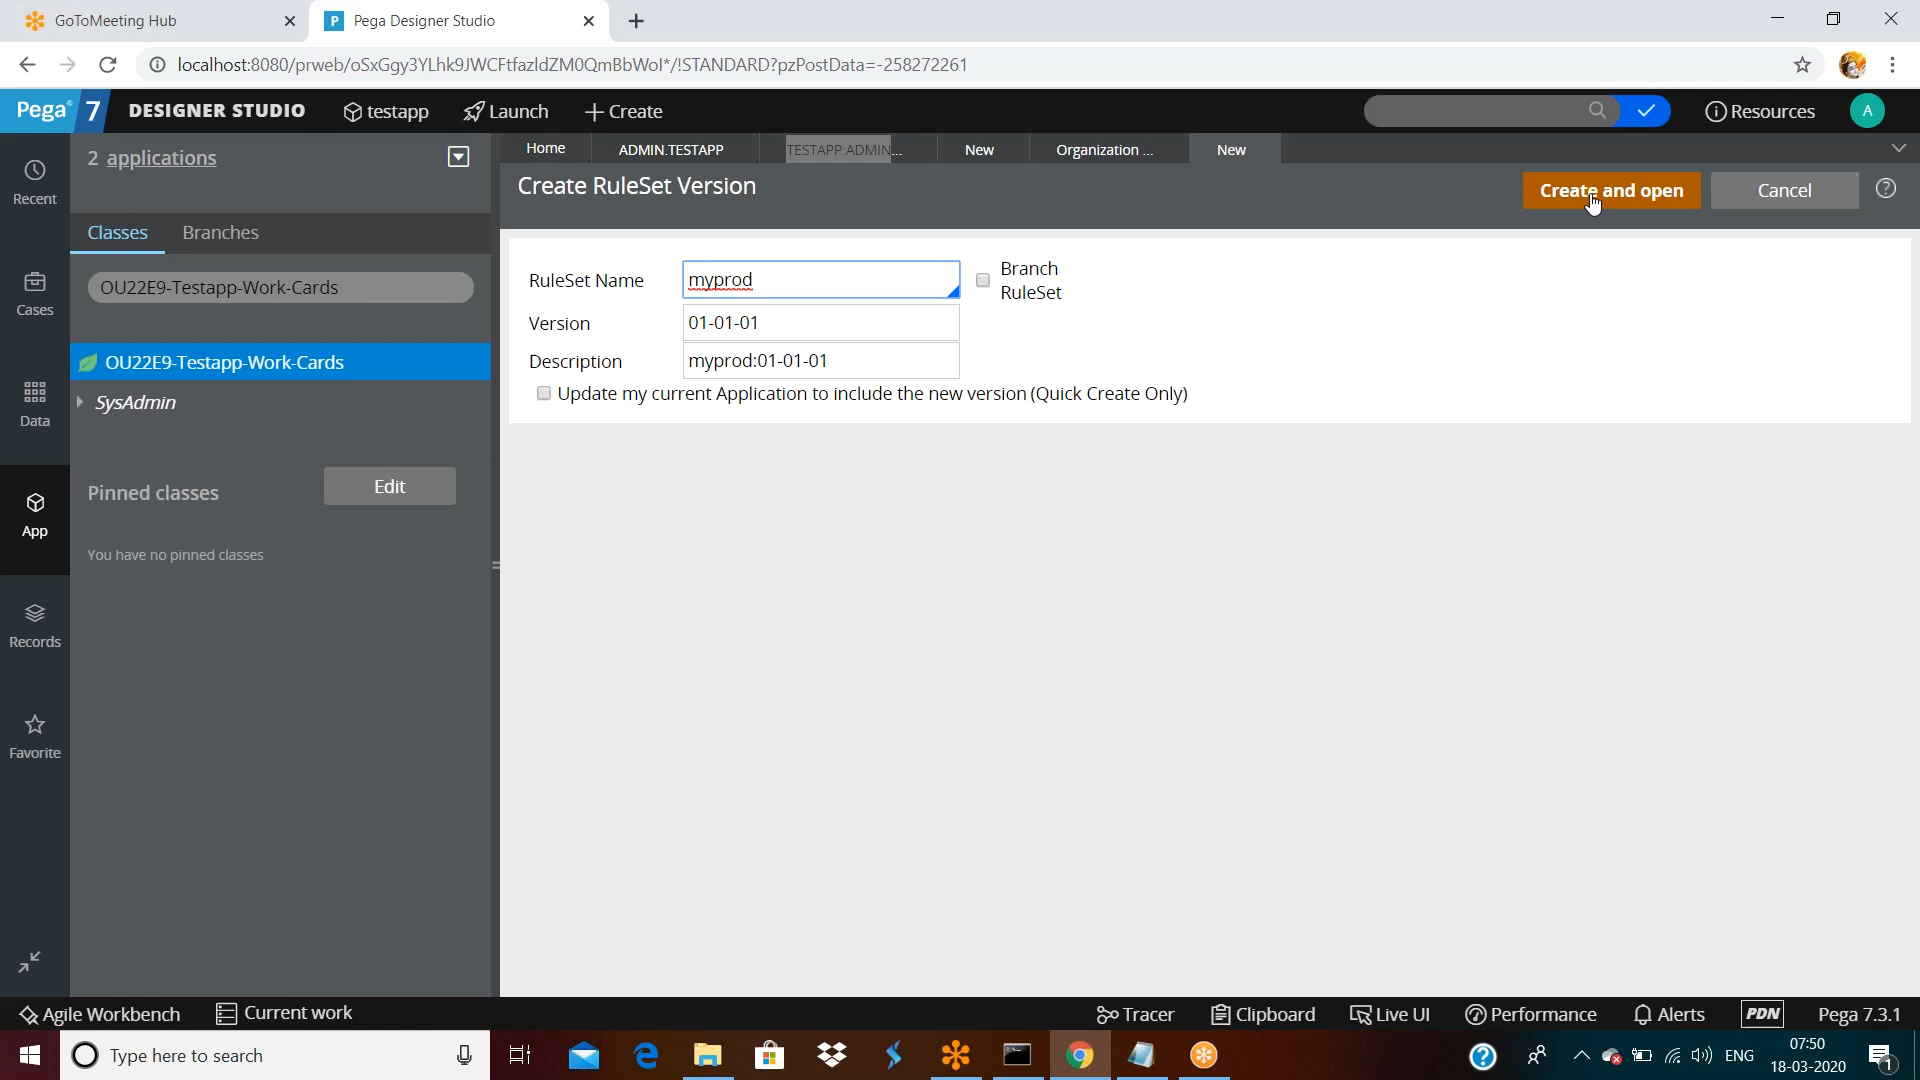 GoToMeeting Hub
Pega Designer Studio
localhost:8080/prweb/oSxGgy3YLhk9JWCFtfazldZM0QmBbWoI*/!STANDARD?pzPostData=-258272261
Pega 7 DESIGNER STUDIO testapp Launch Create Resources A
2 applications
Home ADMIN.TESTAPP TESTAPP:ADMIN... New Organization ... New
Create RuleSet Version
Create and open Cancel
Recent
Classes Branches
OU22E9-Testapp-Work-Cards
RuleSet Name myprod Branch RuleSet
Version 01-01-01
Description myprod:01-01-01
Update my current Application to include the new version (Quick Create Only)
Cases
OU22E9-Testapp-Work-Cards
SysAdmin
Data
Pinned classes Edit
App
You have no pinned classes
Records
Favorite
Agile Workbench Current work Tracer Clipboard Live UI Performance Alerts PDN Pega 7.3.1
Type here to search
ENG
07:50
18-03-2020
1